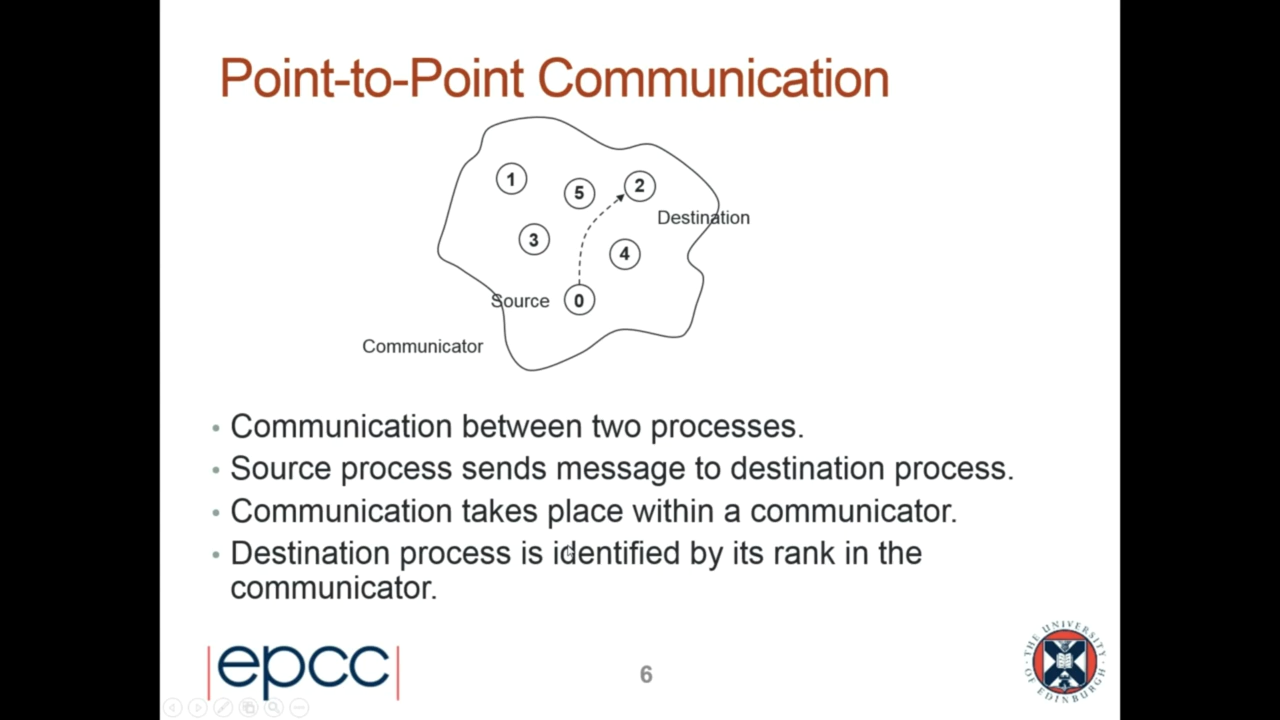 Point-to-Point Communication
1
5
2
Destination
3
4
Source
0
Communicator
• Communication between two processes.
• Source process sends message to destination process.
• Communication takes place within a communicator.
• Destination process is identified by its rank in the
communicator.
epcc
6
THE UNIVERSITY
OF EDINBURGH